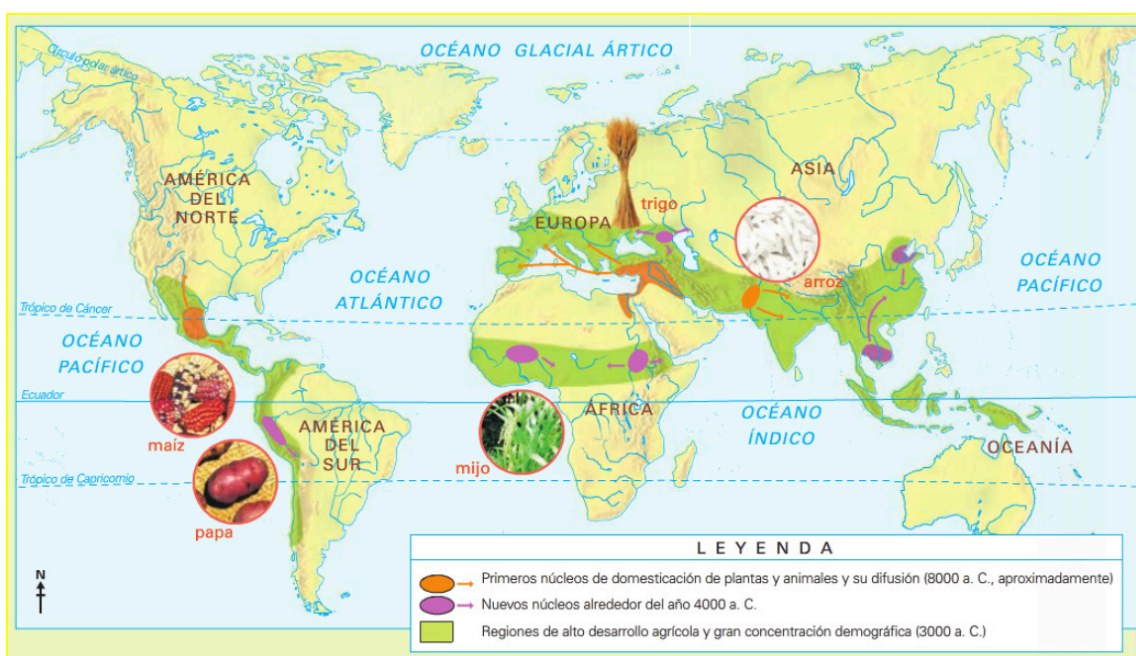 OCÉANO GLACIAL ÁRTICO
Círculo polar ártico
ASIA
AMÉRICA
DEL
NORTE
trigo
EUROPA
OCÉANO
PACÍFICO
arroz
OCÉANO
ATLÁNTICO
Trópico de Cáncer
OCÉANO
PACÍFICO
Ecuador
maíz
AMÉRICA
DEL
SUR
ÁFRICA
OCÉANO
ÍNDICO
OCEANÍA
mijo
Trópico de Capricornio
papa
LEYENDA
Primeros núcleos de domesticación de plantas y animales y su difusión (8000 a. C., aproximadamente)
Nuevos núcleos alrededor del año 4000 a. C.
Regiones de alto desarrollo agrícola y gran concentración demográfica (3000 a. C.)
N